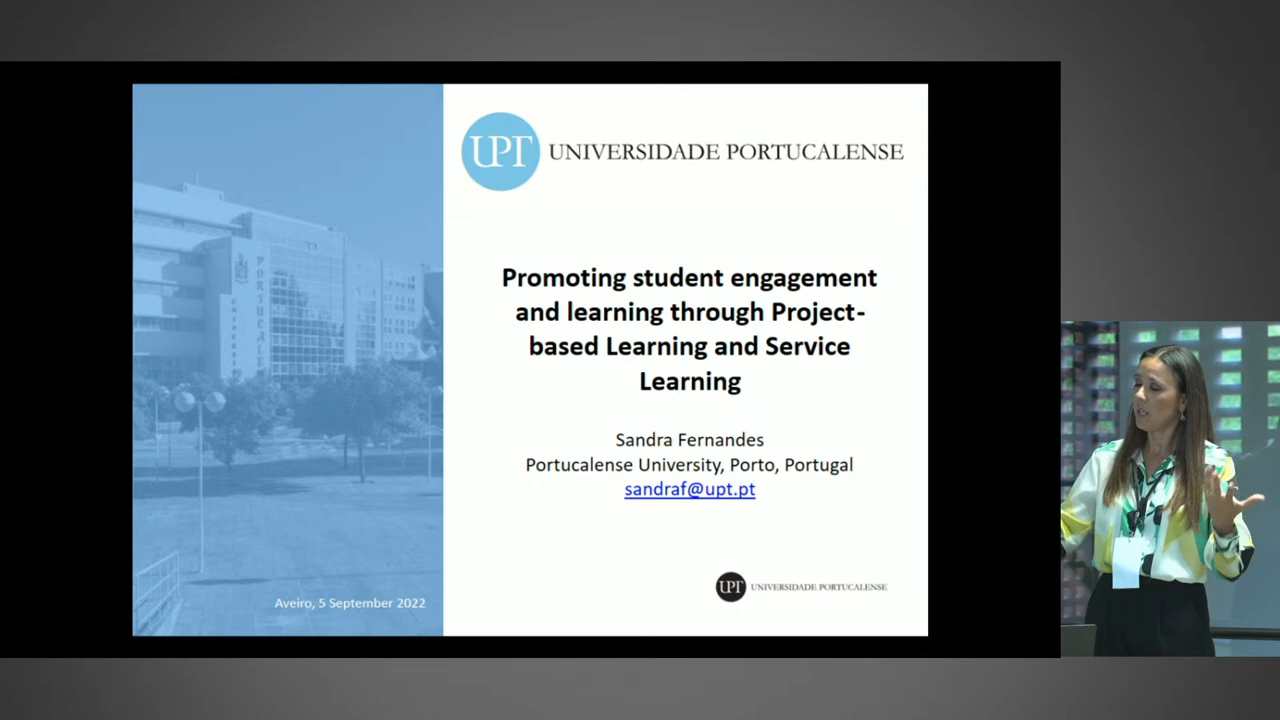 UPT UNIVERSIDADE PORTUCALENSE
Promoting student engagement
and learning through Project-
based Learning and Service
Learning
Sandra Fernandes
Portucalense University, Porto, Portugal
sandraf@upt.pt
UPT UNIVERSIDADE PORTUCALENSE
Aveiro, 5 September 2022